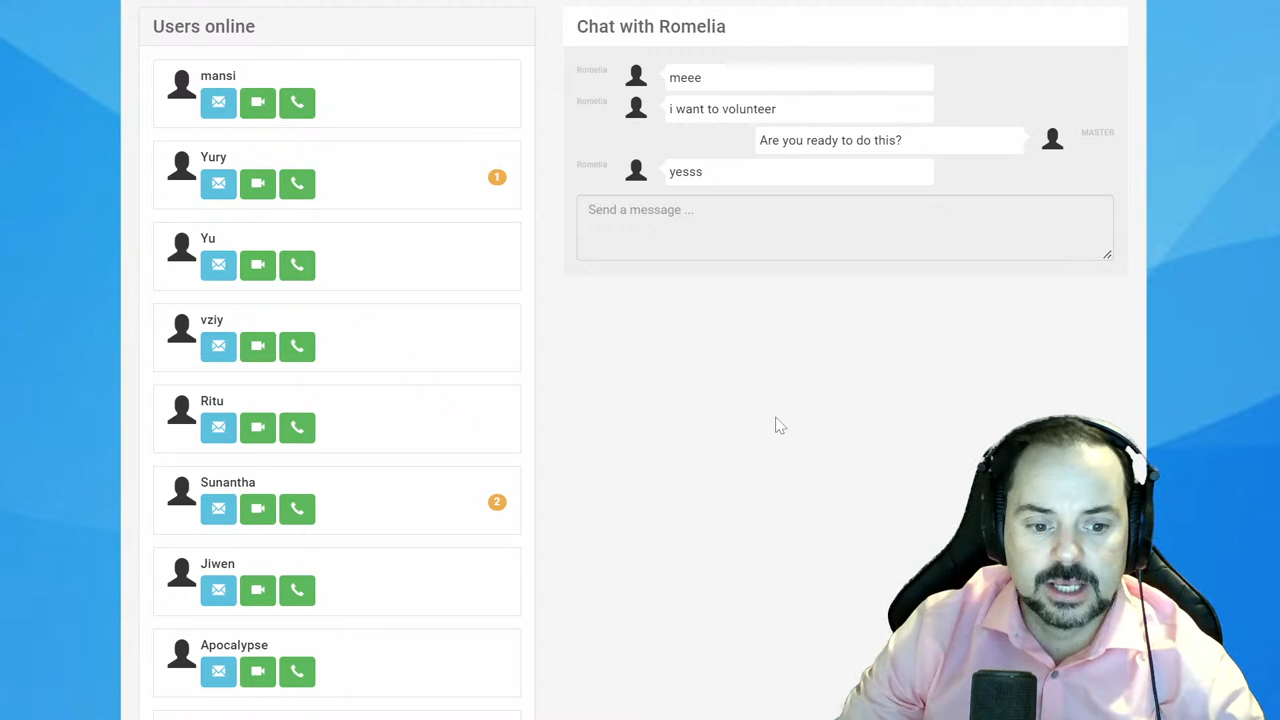 Users online
mansi
Yury
1
Yu
vziy
Ritu
Sunantha
2
Jiwen
Apocalypse
Chat with Romelia
Romelia
meee
Romelia
i want to volunteer
Are you ready to do this?
MASTER
Romelia
yesss
Send a message ...